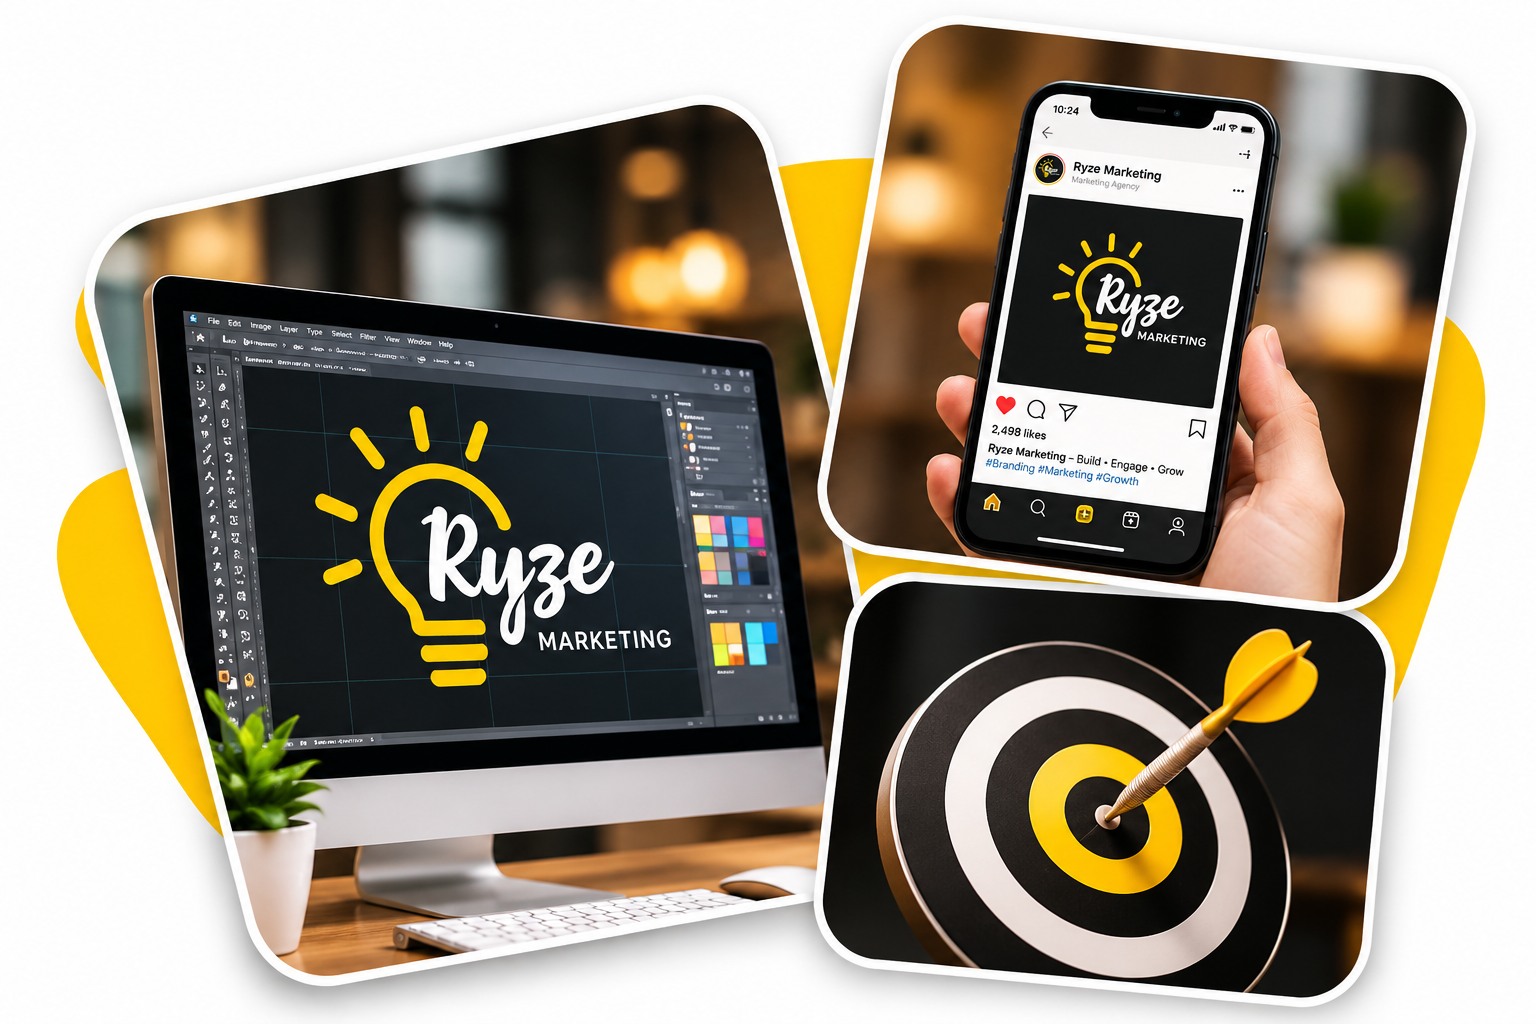 File Edit Image Layer Type Select Filter View Window Help
Ryze
MARKETING
10:24
Ryze Marketing
Marketing Agency
Ryze
MARKETING
2,498 likes
Ryze Marketing – Build • Engage • Grow
#Branding #Marketing #Growth